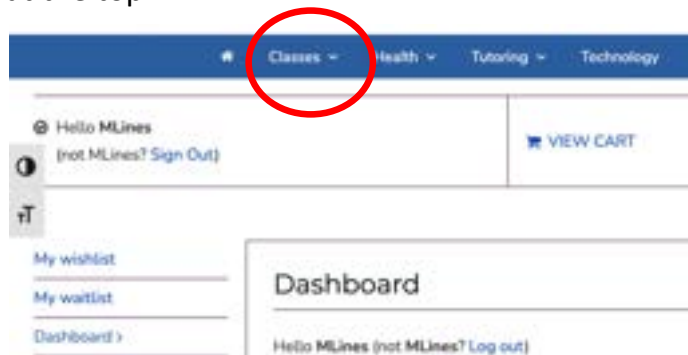 Classes Health Tutoring Technology
Hello MLines
(not MLines? Sign Out)
VIEW CART
тT
My wishlist
My waitlist
Dashboard >
Dashboard
Hello MLines (not MLines? Log out)